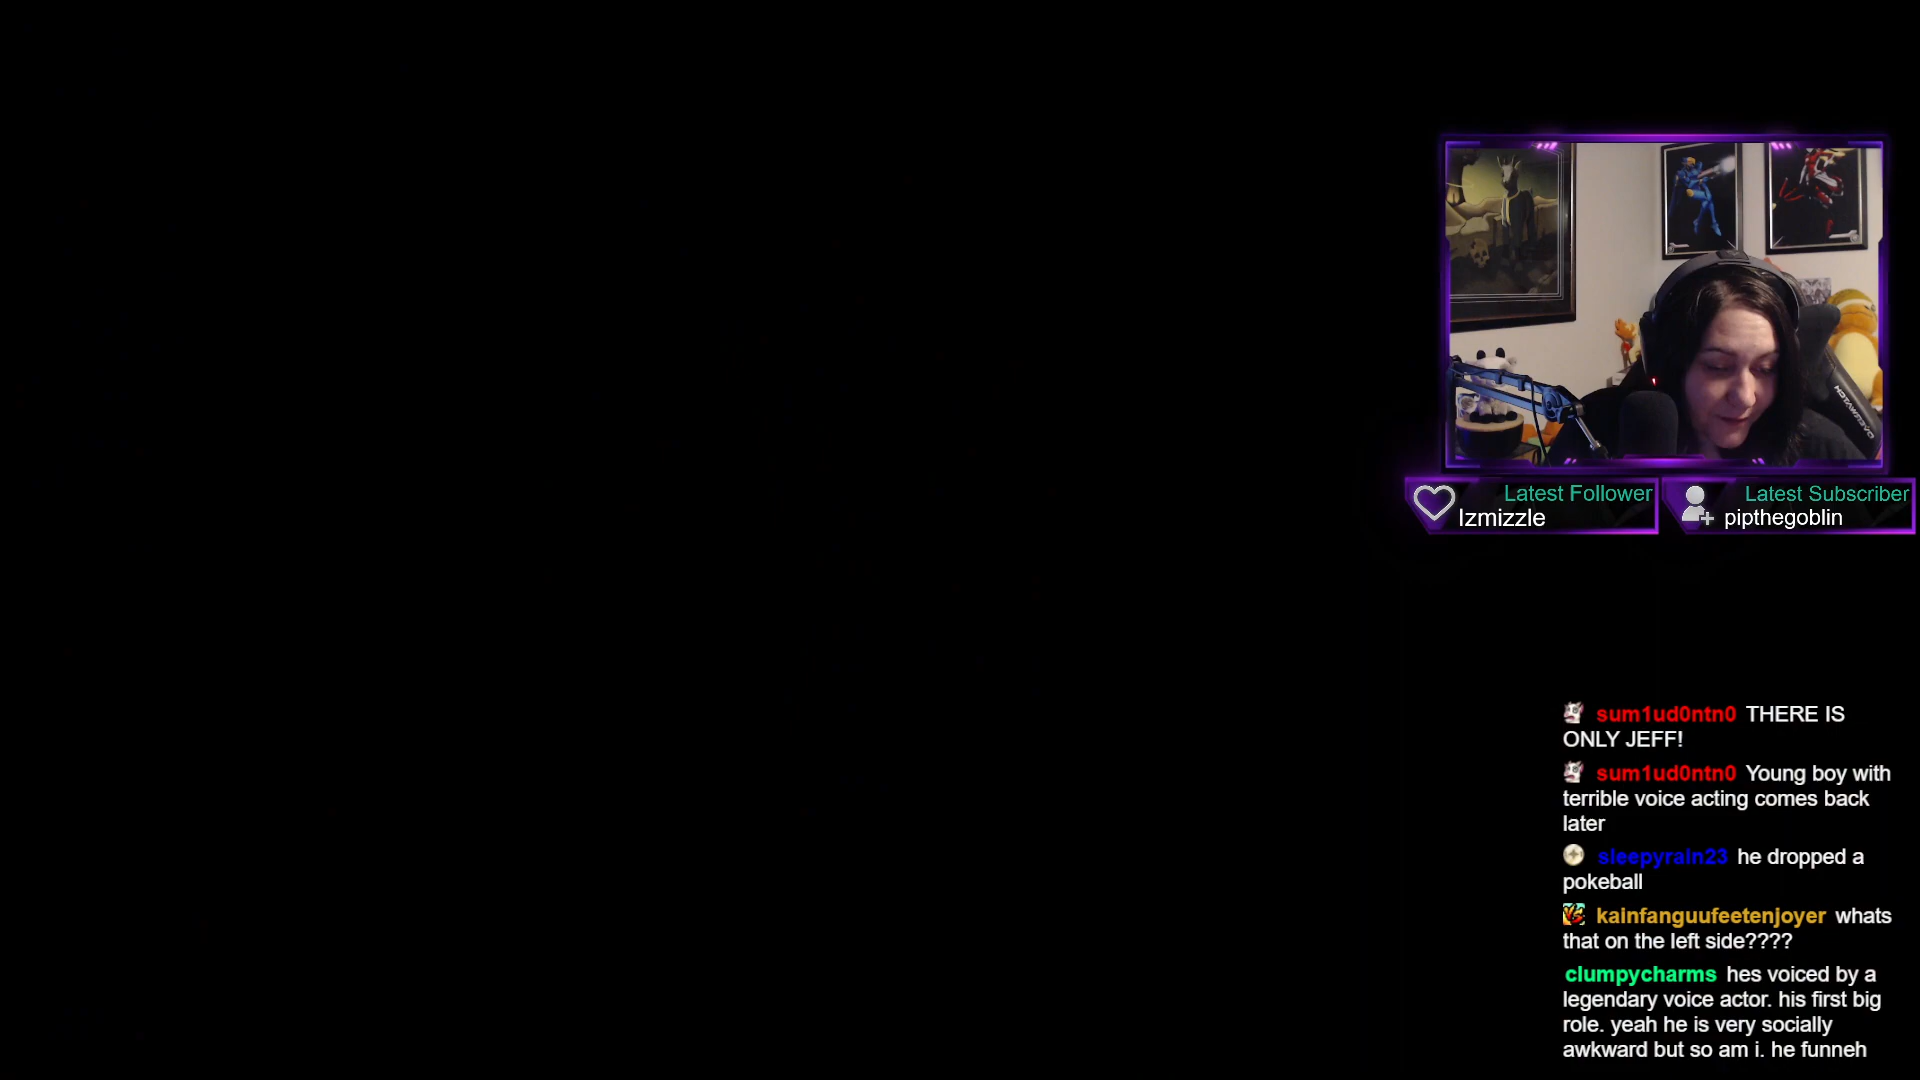 Latest Follower
Izmizzle
Latest Subscriber
pipthegoblin
sum1ud0ntn0 THERE IS
ONLY JEFF!
sum1ud0ntn0 Young boy with
terrible voice acting comes back
later
sleepyrain23 he dropped a
pokeball
kainfanguufeetenjoyer whats
that on the left side????
clumpycharms hes voiced by a
legendary voice actor. his first big
role. yeah he is very socially
awkward but so am i. he funneh